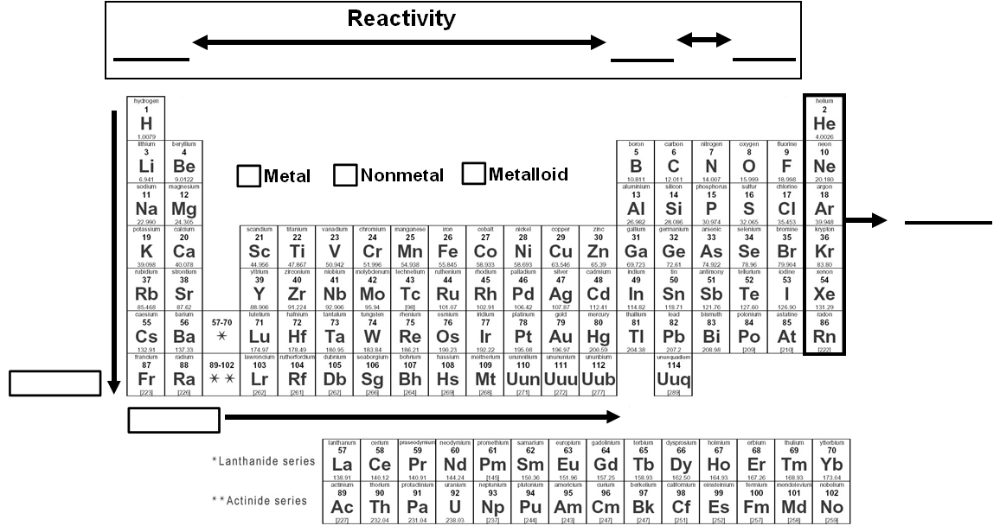 Reactivity
hydrogen helium
1 2
H He
1.0079 4.0026
lithium beryllium boron carbon nitrogen oxygen fluorine neon
3 4 5 6 7 8 9 10
Li Be B C N O F Ne
Metal Nonmetal Metalloid
6.941 9.0122 10.811 12.011 14.007 15.999 18.998 20.180
sodium magnesium aluminium silicon phosphorus sulfur chlorine argon
11 12 13 14 15 16 17 18
Na Mg Al Si P S Cl Ar
22.990 24.305 26.982 28.086 30.974 32.065 35.453 39.948
potassium calcium scandium titanium vanadium chromium manganese iron cobalt nickel copper zinc gallium germanium arsenic selenium bromine krypton
19 20 21 22 23 24 25 26 27 28 29 30 31 32 33 34 35 36
K Ca Sc Ti V Cr Mn Fe Co Ni Cu Zn Ga Ge As Se Br Kr
39.098 40.078 44.956 47.867 50.942 51.996 54.938 55.845 58.933 58.693 63.546 65.39 69.723 72.61 74.922 78.96 79.904 83.80
rubidium strontium yttrium zirconium niobium molybdenum technetium ruthenium rhodium palladium silver cadmium indium tin antimony tellurium iodine xenon
37 38 39 40 41 42 43 44 45 46 47 48 49 50 51 52 53 54
Rb Sr Y Zr Nb Mo Tc Ru Rh Pd Ag Cd In Sn Sb Te I Xe
85.468 87.62 88.906 91.224 92.906 95.94 [98] 101.07 102.91 106.42 107.87 112.41 114.82 118.71 121.76 127.60 126.90 131.29
caesium barium lutetium hafnium tantalum tungsten rhenium osmium iridium platinum gold mercury thallium lead bismuth polonium astatine radon
55 56 57-70 71 72 73 74 75 76 77 78 79 80 81 82 83 84 85 86
Cs Ba * Lu Hf Ta W Re Os Ir Pt Au Hg Tl Pb Bi Po At Rn
132.91 137.33 174.97 178.49 180.95 183.84 186.21 190.23 192.22 195.08 196.97 200.59 204.38 207.2 208.98 [209] [210] [222]
francium radium lawrencium rutherfordium dubnium seaborgium bohrium hassium meitnerium ununnilium unununium ununbium ununquadium
87 88 89-102 103 104 105 106 107 108 109 110 111 112 114
Fr Ra * * Lr Rf Db Sg Bh Hs Mt Uun Uuu Uub Uuq
[223] [226] [262] [261] [262] [266] [264] [269] [268] [271] [272] [277] [289]
lanthanum cerium praseodymium neodymium promethium samarium europium gadolinium terbium dysprosium holmium erbium thulium ytterbium
57 58 59 60 61 62 63 64 65 66 67 68 69 70
*Lanthanide series La Ce Pr Nd Pm Sm Eu Gd Tb Dy Ho Er Tm Yb
138.91 140.12 140.91 144.24 [145] 150.36 151.96 157.25 158.93 162.50 164.93 167.26 168.93 173.04
actinium thorium protactinium uranium neptunium plutonium americium curium berkelium californium einsteinium fermium mendelevium nobelium
89 90 91 92 93 94 95 96 97 98 99 100 101 102
**Actinide series Ac Th Pa U Np Pu Am Cm Bk Cf Es Fm Md No
[227] 232.04 231.04 238.03 [237] [244] [243] [247] [247] [251] [252] [257] [258] [259]